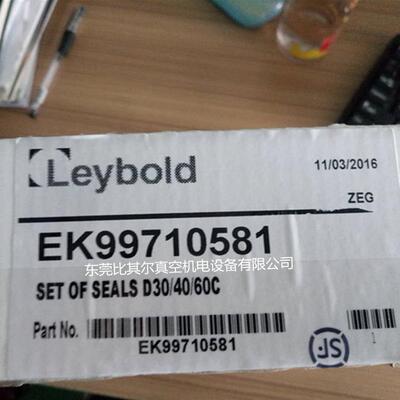 Leybold
11/03/2016
ZEG
EK99710581
东莞比其尔真空机电设备有限公司
SET OF SEALS D30/40/60C
Part No.
EK99710581
JS
1